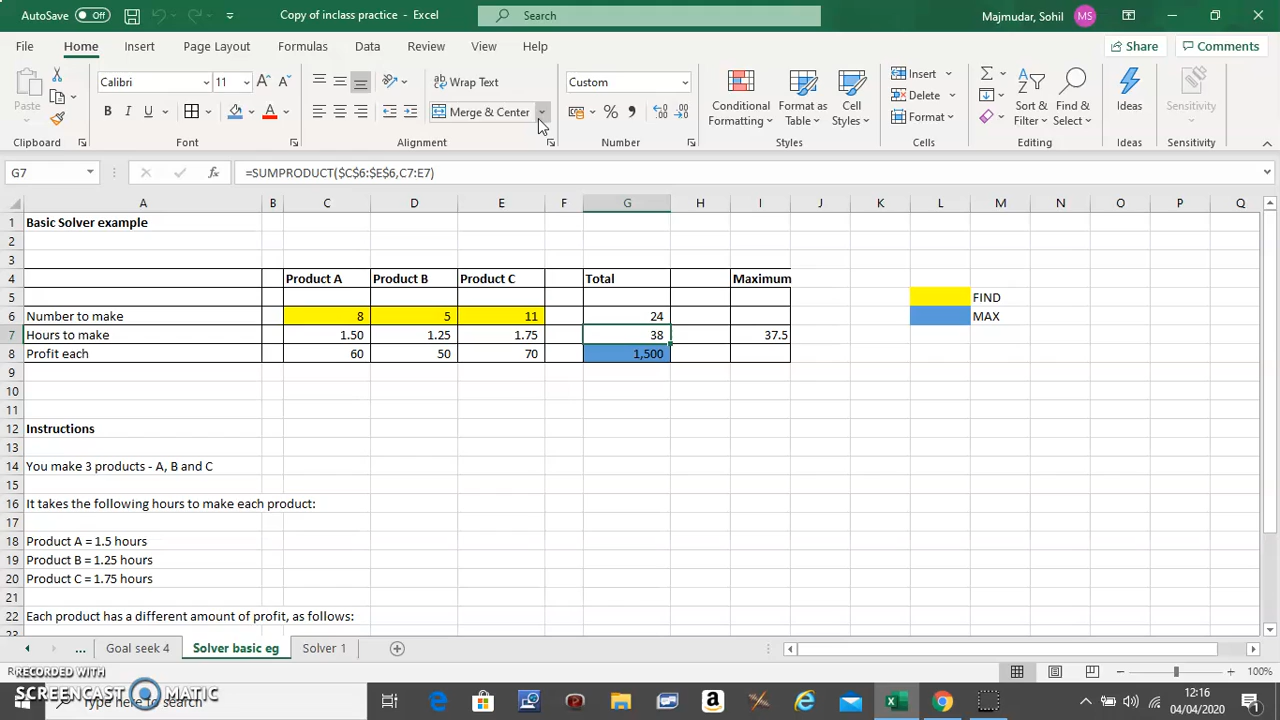 AutoSave Off Copy of inclass practice - Excel Search Majmudar, Sohil MS
File Home Insert Page Layout Formulas Data Review View Help Share Comments
Paste Calibri 11 A A ab Wrap Text Custom Conditional Format as Cell Insert Sort & Find & Ideas Sensitivity
B I U A Merge & Center % , Formatting Table Styles Delete Filter Select
Format
Clipboard Font Alignment Number Styles Cells Editing Ideas Sensitivity
G7 fx =SUMPRODUCT($C$6:$E$6,C7:E7)
A B C D E F G H I J K L M N O P Q
1 Basic Solver example
2
3
4 Product A Product B Product C Total Maximum
5 FIND
6 Number to make 8 5 11 24 MAX
7 Hours to make 1.50 1.25 1.75 38 37.5
8 Profit each 60 50 70 1,500
9
10
11
12 Instructions
13
14 You make 3 products - A, B and C
15
16 It takes the following hours to make each product:
17
18 Product A = 1.5 hours
19 Product B = 1.25 hours
20 Product C = 1.75 hours
21
22 Each product has a different amount of profit, as follows:
23
... Goal seek 4 Solver basic eg Solver 1
100%
RECORDED WITH
SCREENCAST MATIC
Type here to search
12:16
04/04/2020
1